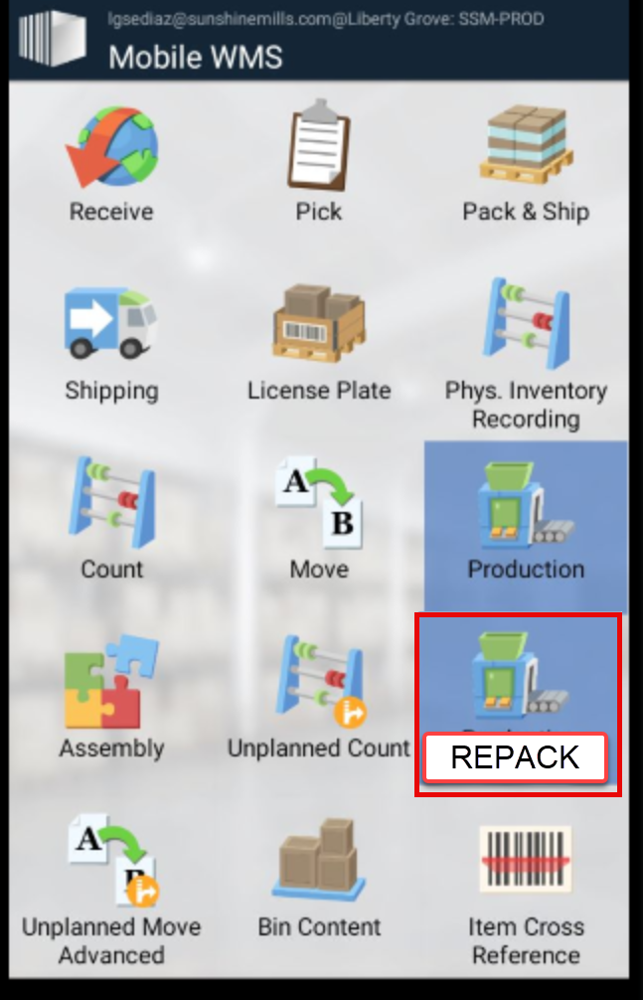 lgsediaz@sunshinemills.com@Liberty Grove: SSM-PROD
Mobile WMS
Receive
Pick
Pack & Ship
Shipping
License Plate
Phys. Inventory
Recording
Count
A
B
Move
Production
Assembly
Unplanned Count
REPACK
A
Unplanned Move
Advanced
Bin Content
Item Cross
Reference